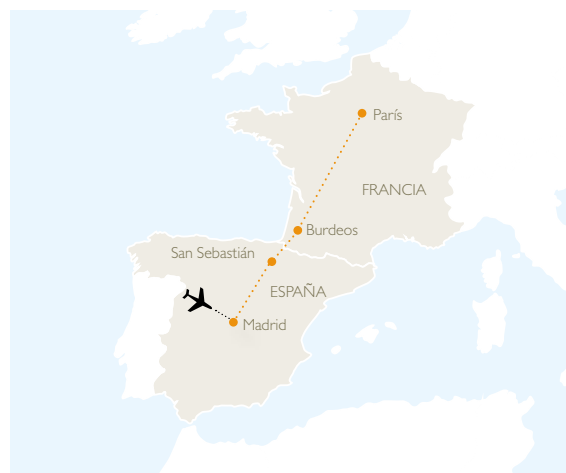 París
FRANCIA
Burdeos
San Sebastián
ESPAÑA
Madrid